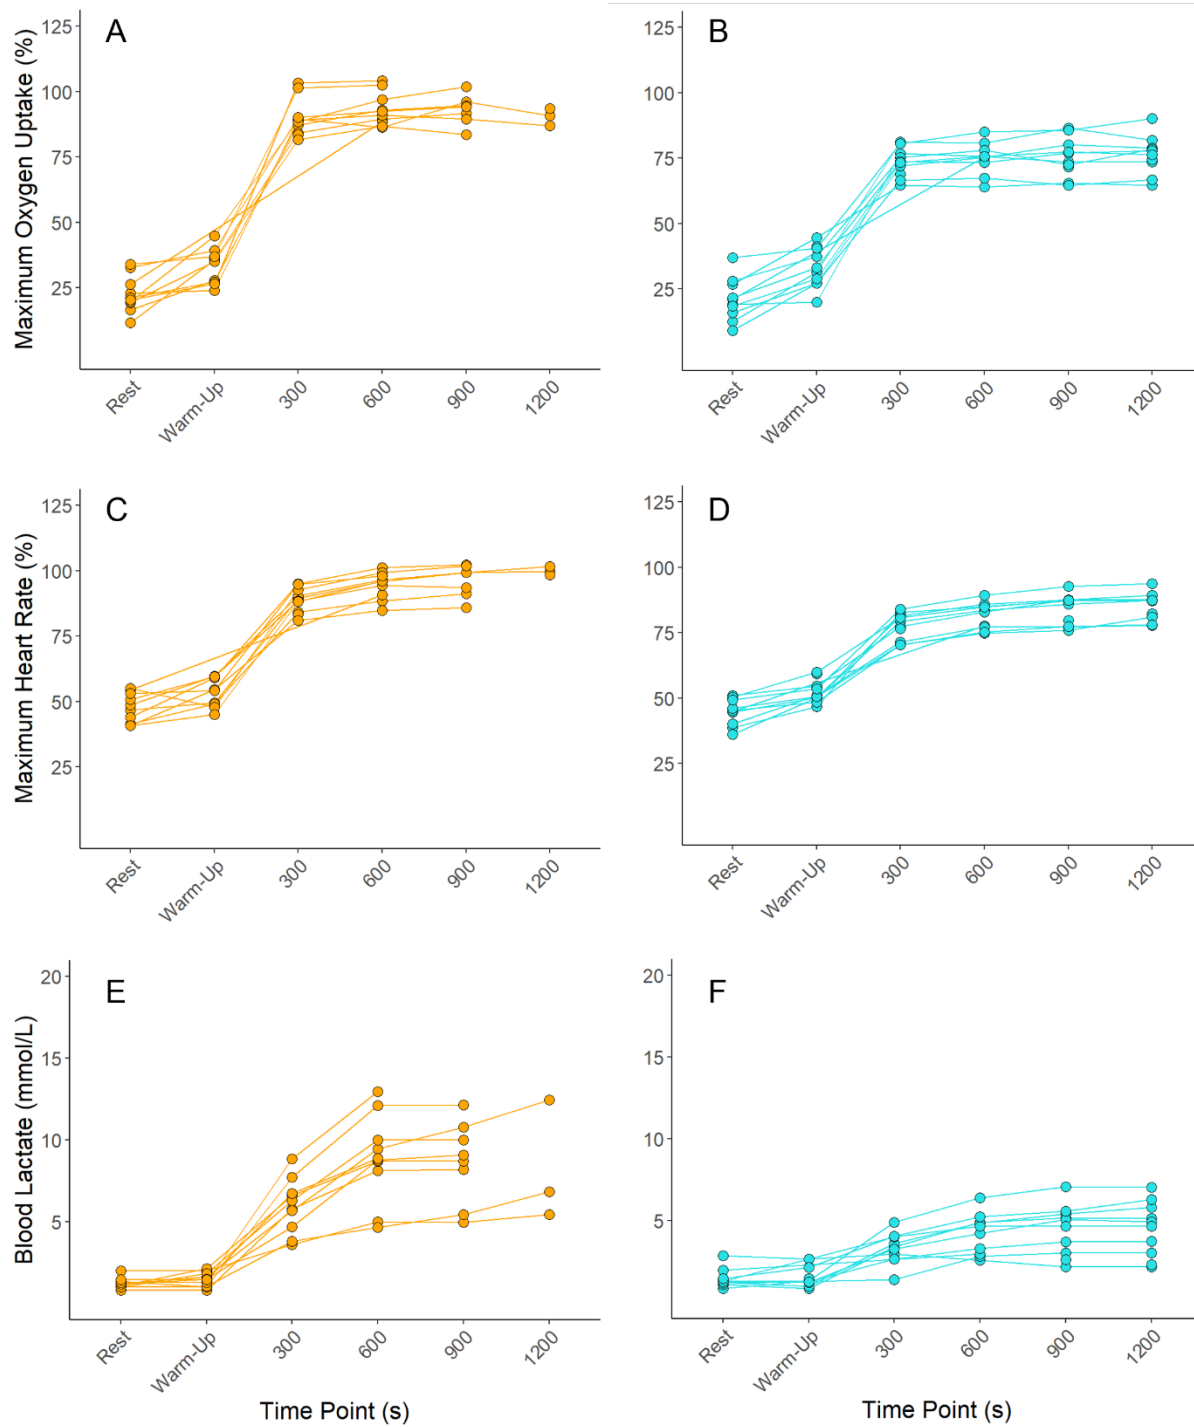 A
Maximum Oxygen Uptake (%)
125
100
75
50
25
Rest
Warm-Up
300
600
900
1200
B
125
100
75
50
25
Rest
Warm-Up
300
600
900
1200
C
Maximum Heart Rate (%)
125
100
75
50
25
Rest
Warm-Up
300
600
900
1200
D
125
100
75
50
25
Rest
Warm-Up
300
600
900
1200
E
Blood Lactate (mmol/L)
20
15
10
5
Rest
Warm-Up
300
600
900
1200
Time Point (s)
F
20
15
10
5
Rest
Warm-Up
300
600
900
1200
Time Point (s)